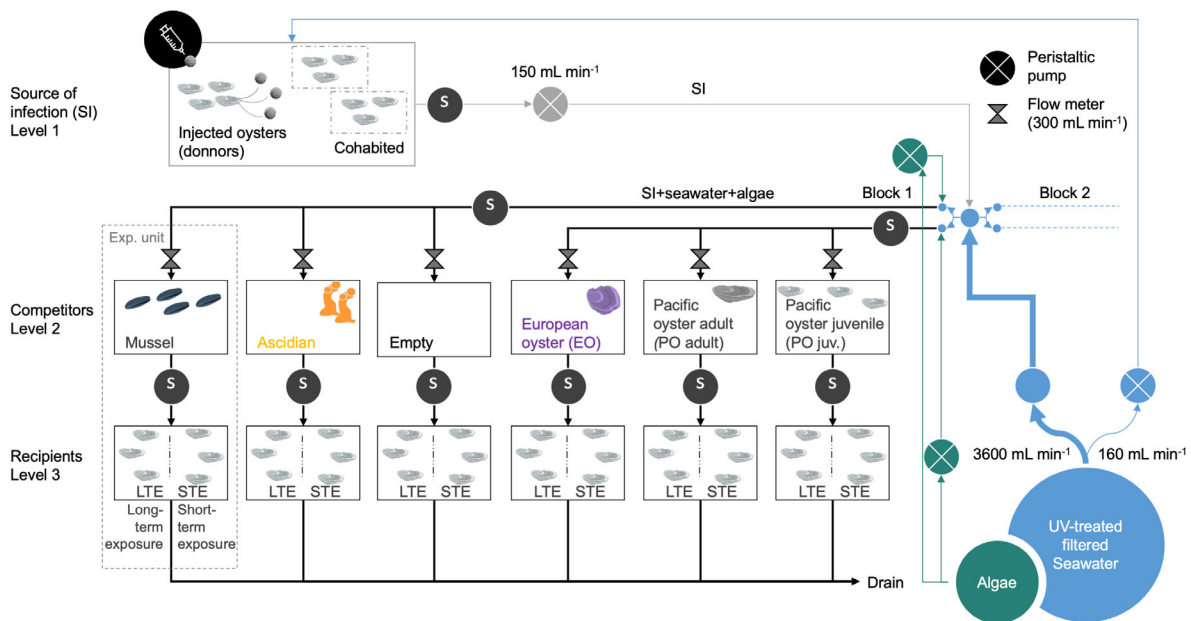 Source of
infection (SI)
Level 1
Injected oysters
(donnors)
Cohabited
S
150 mL min⁻¹
SI
Peristaltic
pump
Flow meter
(300 mL min⁻¹)
SI+seawater+algae
Block 1
Block 2
S
S
Exp. unit
Competitors
Level 2
Mussel
Ascidian
Empty
European
oyster (EO)
Pacific
oyster adult
(PO adult)
Pacific
oyster juvenile
(PO juv.)
S
S
S
S
S
S
Recipients
Level 3
LTE STE
LTE STE
LTE STE
LTE STE
LTE STE
LTE STE
Long-
term
exposure
Short-
term
exposure
3600 mL min⁻¹
160 mL min⁻¹
UV-treated
filtered
Seawater
Algae
Drain